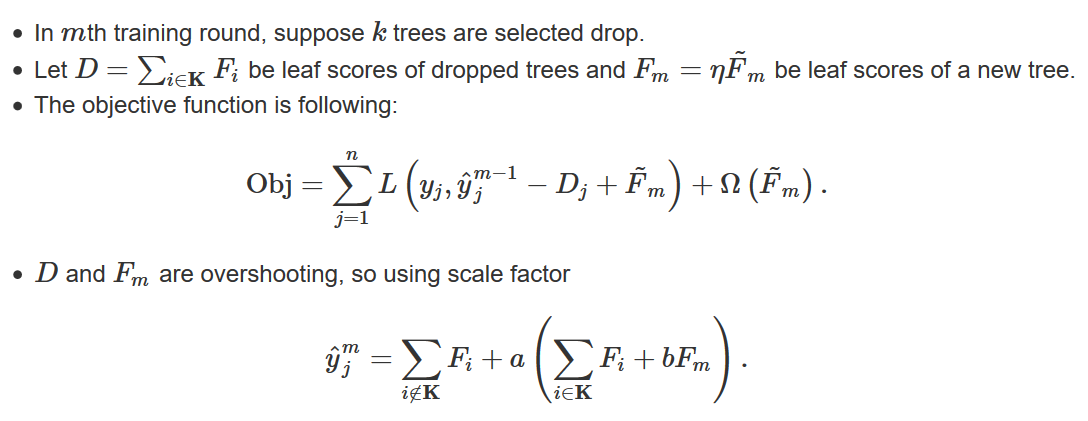 • In $m$th training round, suppose $k$ trees are selected drop.
• Let $D = \sum_{i \in \mathbf{K}} F_i$ be leaf scores of dropped trees and $F_m = \eta \tilde{F}_m$ be leaf scores of a new tree.
• The objective function is following:
$\mathrm{Obj} = \sum_{j=1}^{n} L\left(y_j, \hat{y}_j^{m-1} - D_j + \tilde{F}_m\right) + \Omega\left(\tilde{F}_m\right).$
• $D$ and $F_m$ are overshooting, so using scale factor
$\hat{y}_j^m = \sum_{i \notin \mathbf{K}} F_i + a\left(\sum_{i \in \mathbf{K}} F_i + bF_m\right).$